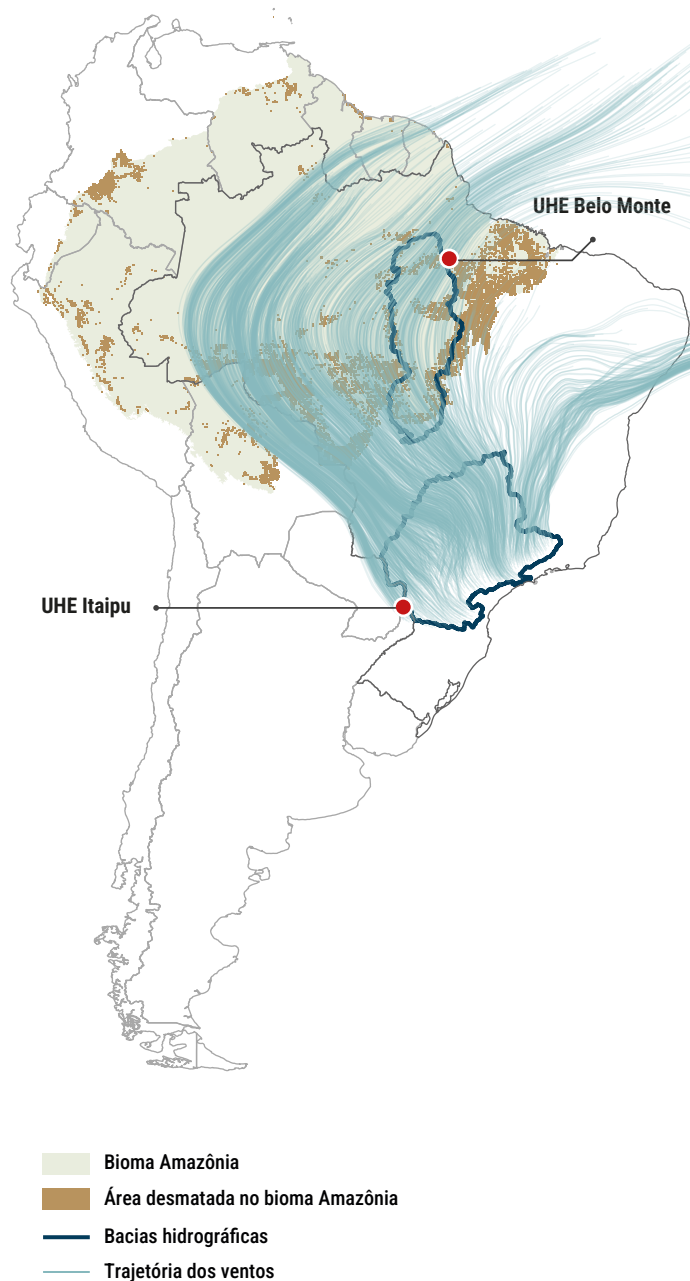 UHE Belo Monte
UHE Itaipu
Bioma Amazônia
Área desmatada no bioma Amazônia
Bacias hidrográficas
Trajetória dos ventos